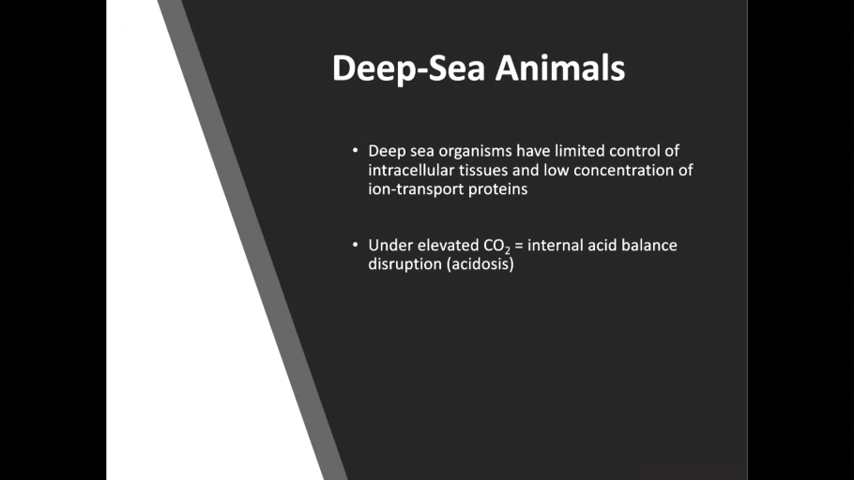 Deep-Sea Animals
• Deep sea organisms have limited control of
intracellular tissues and low concentration of
ion-transport proteins
• Under elevated CO₂ = internal acid balance
disruption (acidosis)